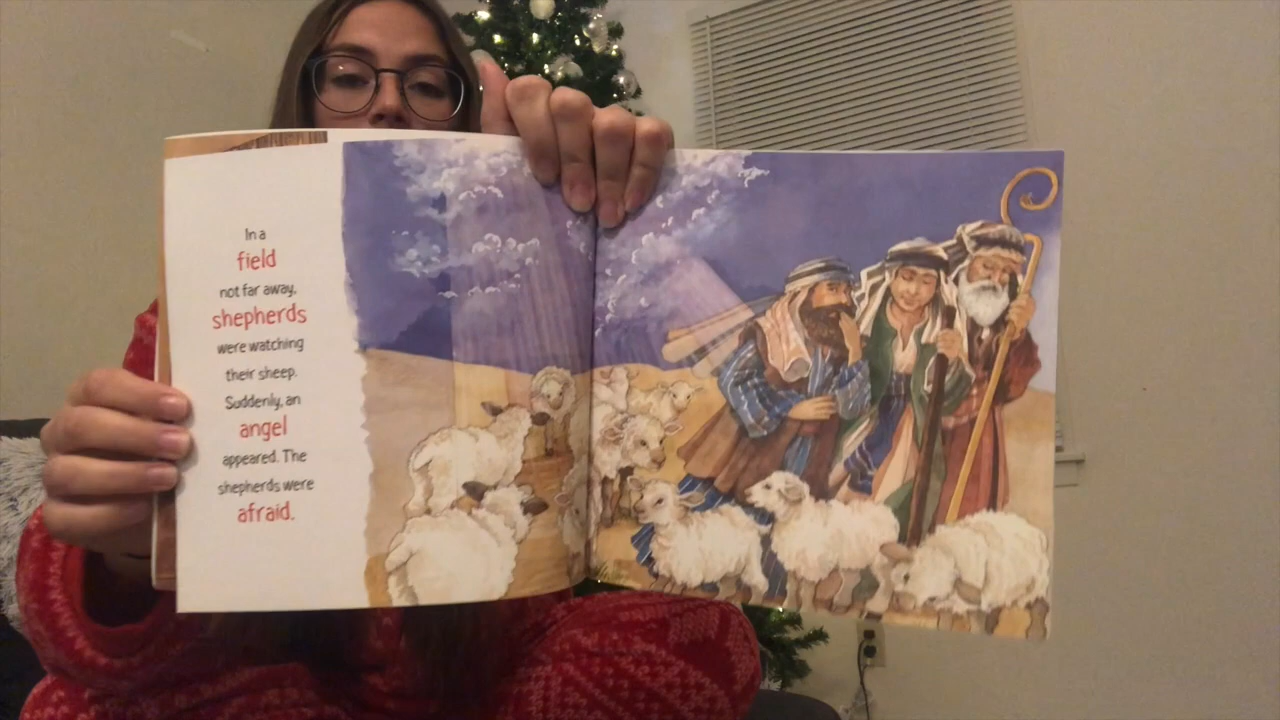 In a
field
not far away,
shepherds
were watching
their sheep.
Suddenly, an
angel
appeared. The
shepherds were
afraid.